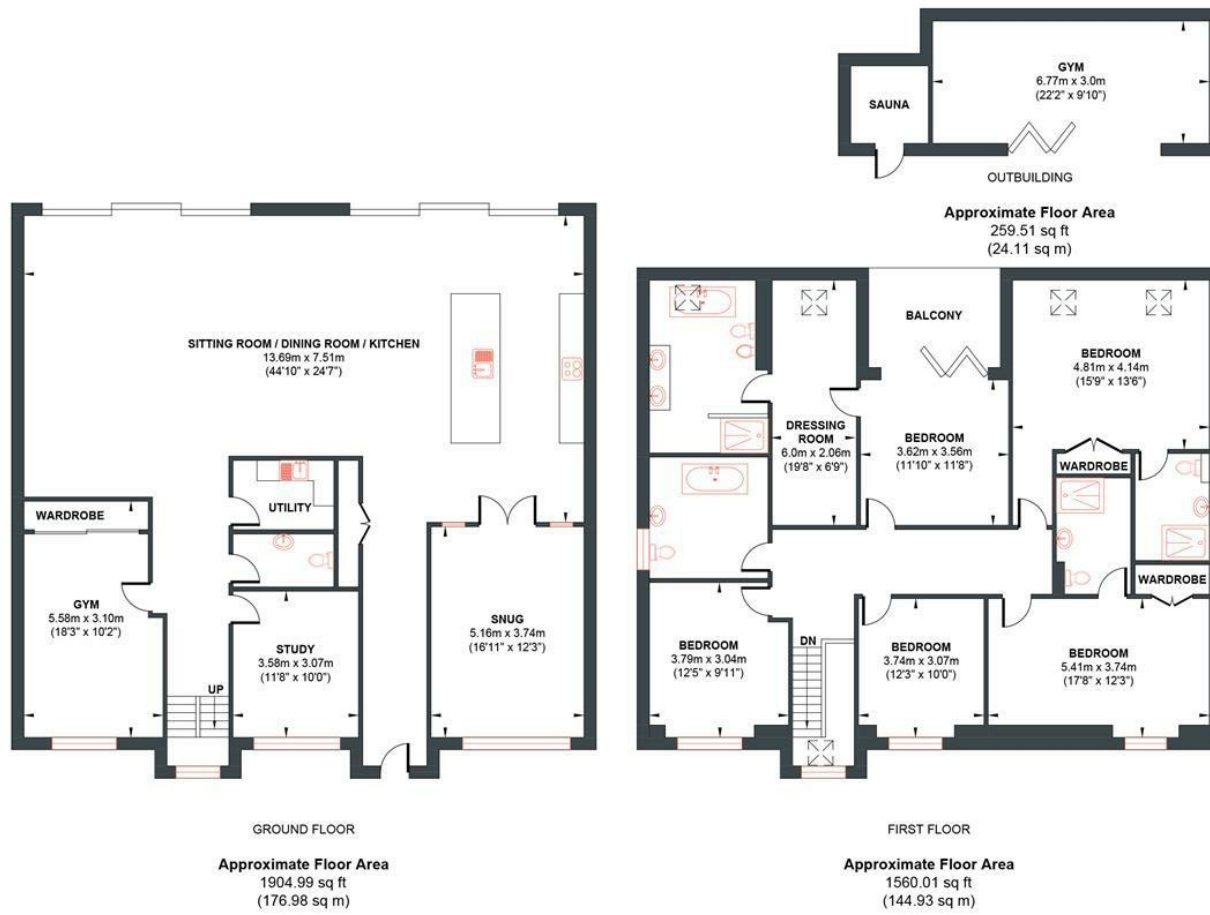 GYM
6.77m x 3.0m
(22'2" x 9'10")
SAUNA
OUTBUILDING
Approximate Floor Area
259.51 sq ft
(24.11 sq m)
SITTING ROOM / DINING ROOM / KITCHEN
13.69m x 7.51m
(44'10" x 24'7")
UTILITY
WARDROBE
GYM
5.58m x 3.10m
(18'3" x 10'2")
STUDY
3.58m x 3.07m
(11'8" x 10'0")
SNUG
5.16m x 3.74m
(16'11" x 12'3")
UP
GROUND FLOOR
Approximate Floor Area
1904.99 sq ft
(176.98 sq m)
BALCONY
BEDROOM
4.81m x 4.14m
(15'9" x 13'6")
DRESSING
ROOM
6.0m x 2.06m
(19'8" x 6'9")
BEDROOM
3.62m x 3.56m
(11'10" x 11'8")
WARDROBE
WARDROBE
BEDROOM
3.79m x 3.04m
(12'5" x 9'11")
DN
BEDROOM
3.74m x 3.07m
(12'3" x 10'0")
BEDROOM
5.41m x 3.74m
(17'8" x 12'3")
FIRST FLOOR
Approximate Floor Area
1560.01 sq ft
(144.93 sq m)